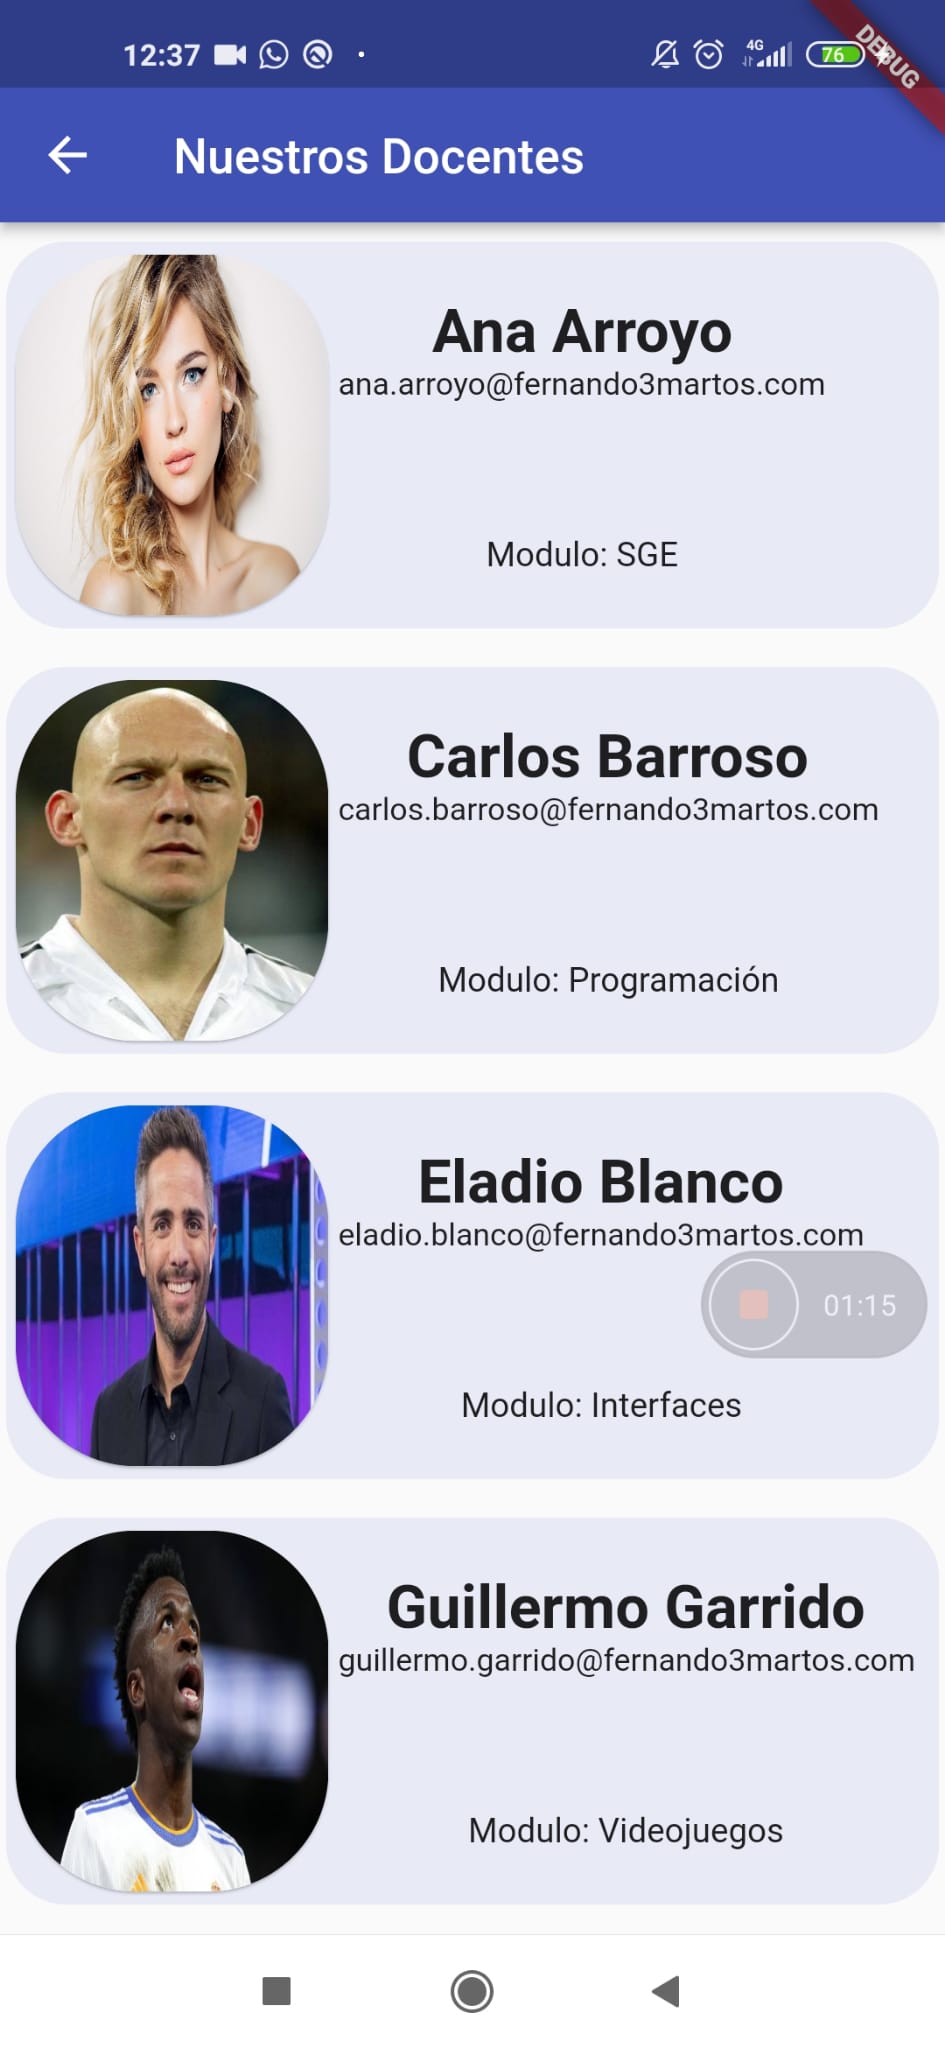 12:37
4G
76
DEBUG
Nuestros Docentes
Ana Arroyo
ana.arroyo@fernando3martos.com
Modulo: SGE
Carlos Barroso
carlos.barroso@fernando3martos.com
Modulo: Programación
Eladio Blanco
eladio.blanco@fernando3martos.com
01:15
Modulo: Interfaces
Guillermo Garrido
guillermo.garrido@fernando3martos.com
Modulo: Videojuegos